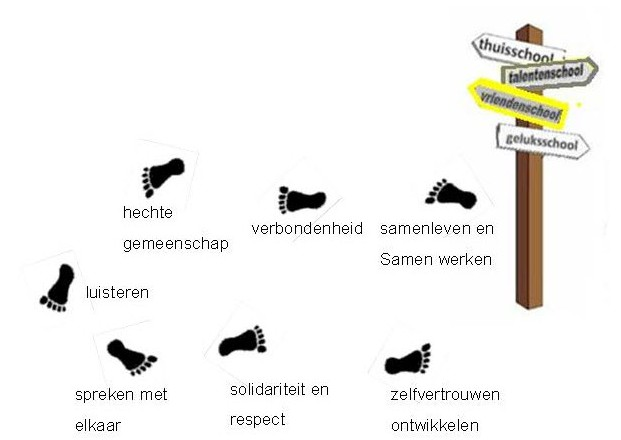 thuisschool
talentenschool
vriendenschool
geluksschool
hechte
gemeenschap
verbondenheid
samenleven en
Samen werken
luisteren
spreken met
elkaar
solidariteit en
respect
zelfvertrouwen
ontwikkelen